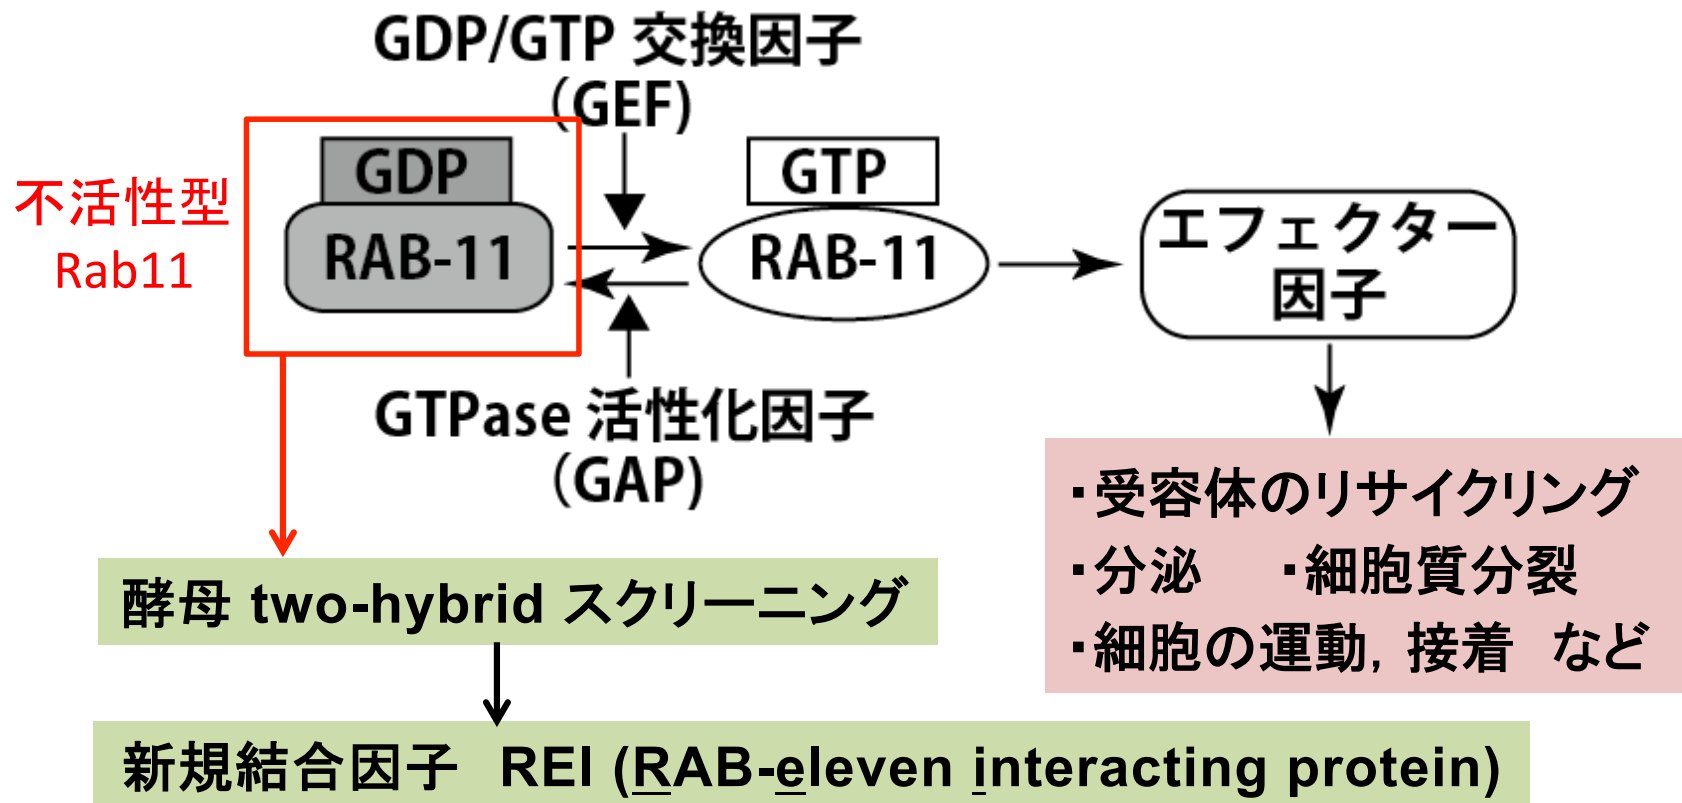 GDP/GTP 交換因子
（GEF)
不活性型
Rab11
GDP
RAB-11
GTP
RAB-11
エフェクター
因子
GTPase 活性化因子
（GAP)
・受容体のリサイクリング
・分泌　・細胞質分裂
・細胞の運動, 接着　など
酵母 two-hybrid スクリーニング
新規結合因子　REI (RAB-eleven interacting protein)